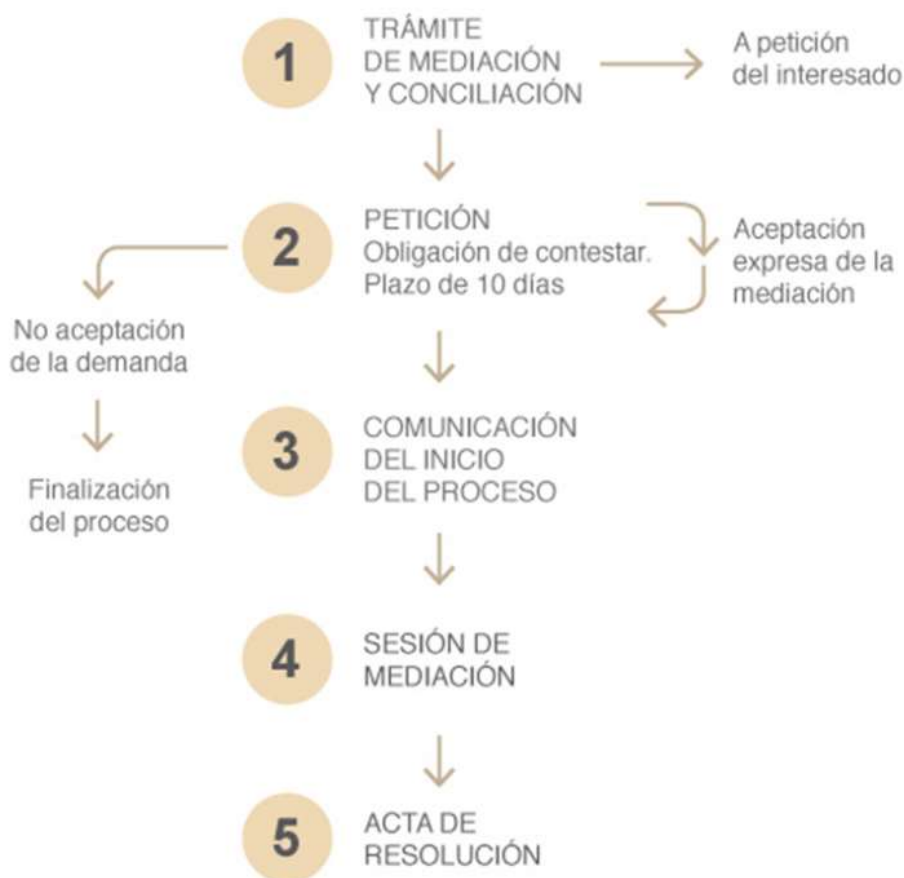 1
TRÁMITE
DE MEDIACIÓN
Y CONCILIACIÓN
A petición
del interesado
2
PETICIÓN
Obligación de contestar.
Plazo de 10 días
Aceptación
expresa de la
mediación
No aceptación
de la demanda
Finalización
del proceso
3
COMUNICACIÓN
DEL INICIO
DEL PROCESO
4
SESIÓN DE
MEDIACIÓN
5
ACTA DE
RESOLUCIÓN